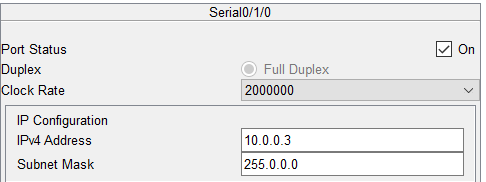 Serial0/1/0
Port Status On
Duplex Full Duplex
Clock Rate 2000000
IP Configuration
IPv4 Address 10.0.0.3
Subnet Mask 255.0.0.0